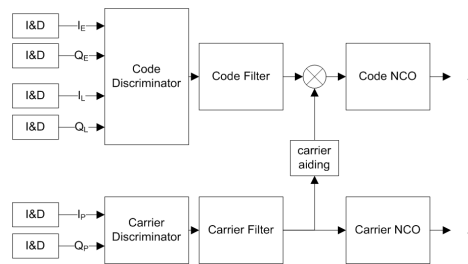 I&D
I_E
I&D
Q_E
I&D
I_L
I&D
Q_L
Code
Discriminator
Code Filter
Code NCO
carrier
aiding
I&D
I_P
I&D
Q_P
Carrier
Discriminator
Carrier Filter
Carrier NCO